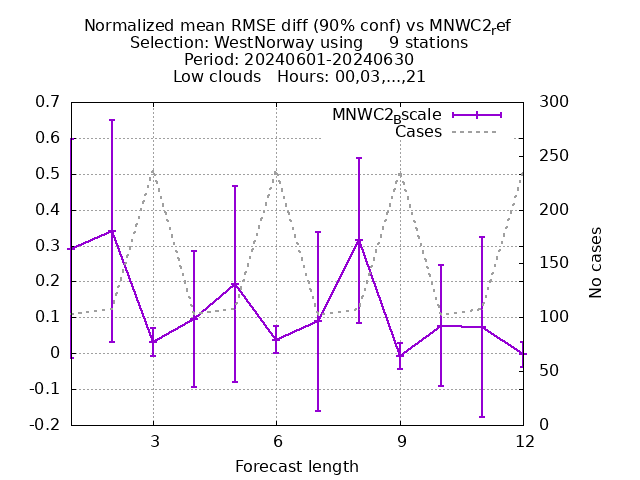 Normalized mean RMSE diff (90% conf) vs MNWC2ref
Selection: WestNorway using 9 stations
Period: 20240601-20240630
Low clouds Hours: 00,03,...,21
MNWC2Bscale
Cases
0.7
0.6
0.5
0.4
0.3
0.2
0.1
0
-0.1
-0.2
300
250
200
150
100
50
0
No cases
3 6 9 12
Forecast length